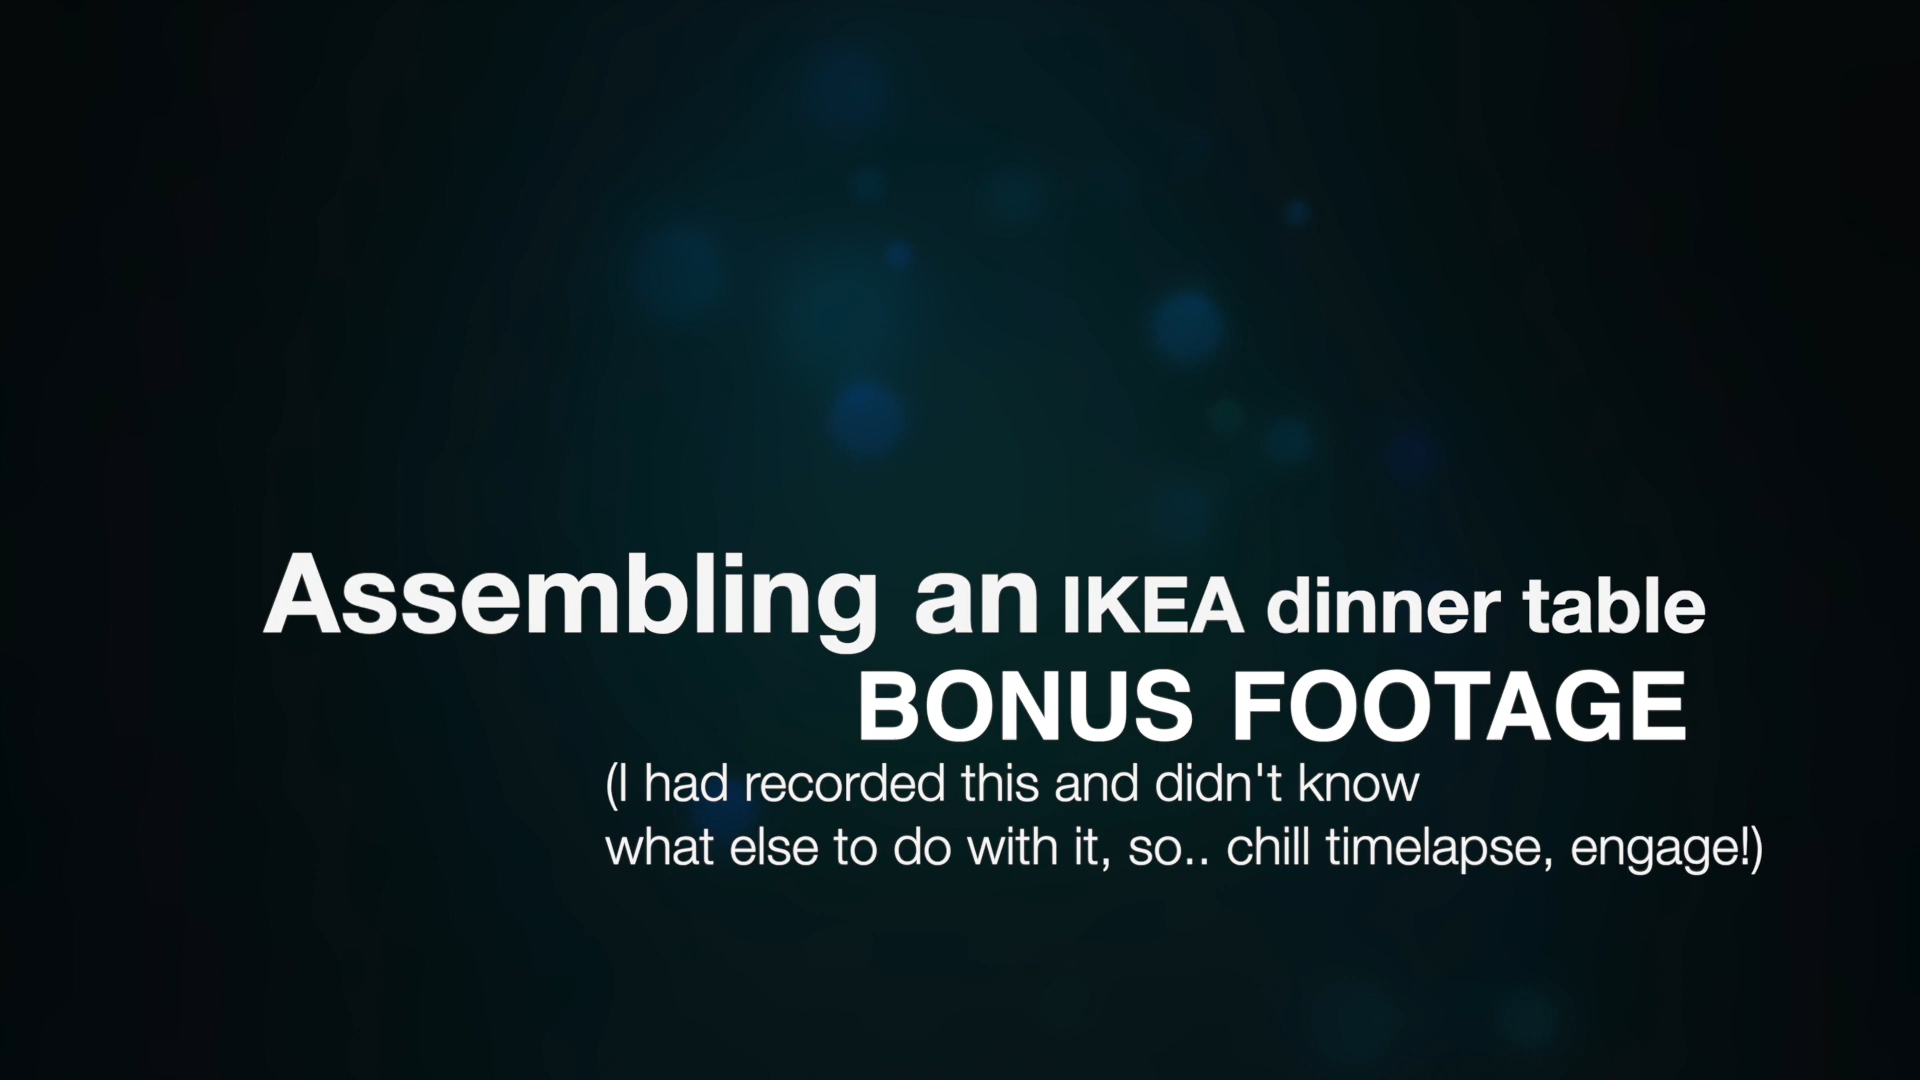 Assembling an IKEA dinner table
BONUS FOOTAGE
(I had recorded this and didn't know
what else to do with it, so.. chill timelapse, engage!)